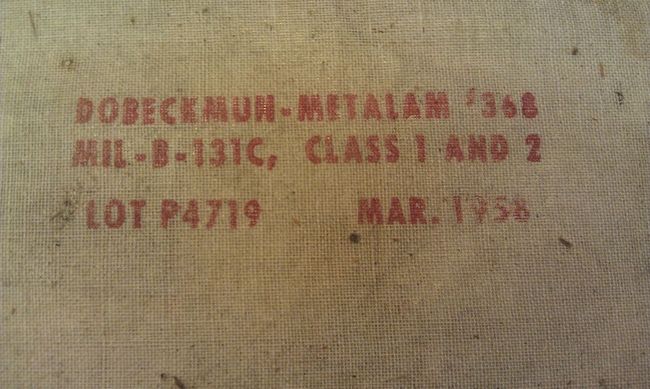 DOBECKMUN-METALAM #368
MIL-B-131C, CLASS 1 AND 2
LOT P4719 MAR. 1958